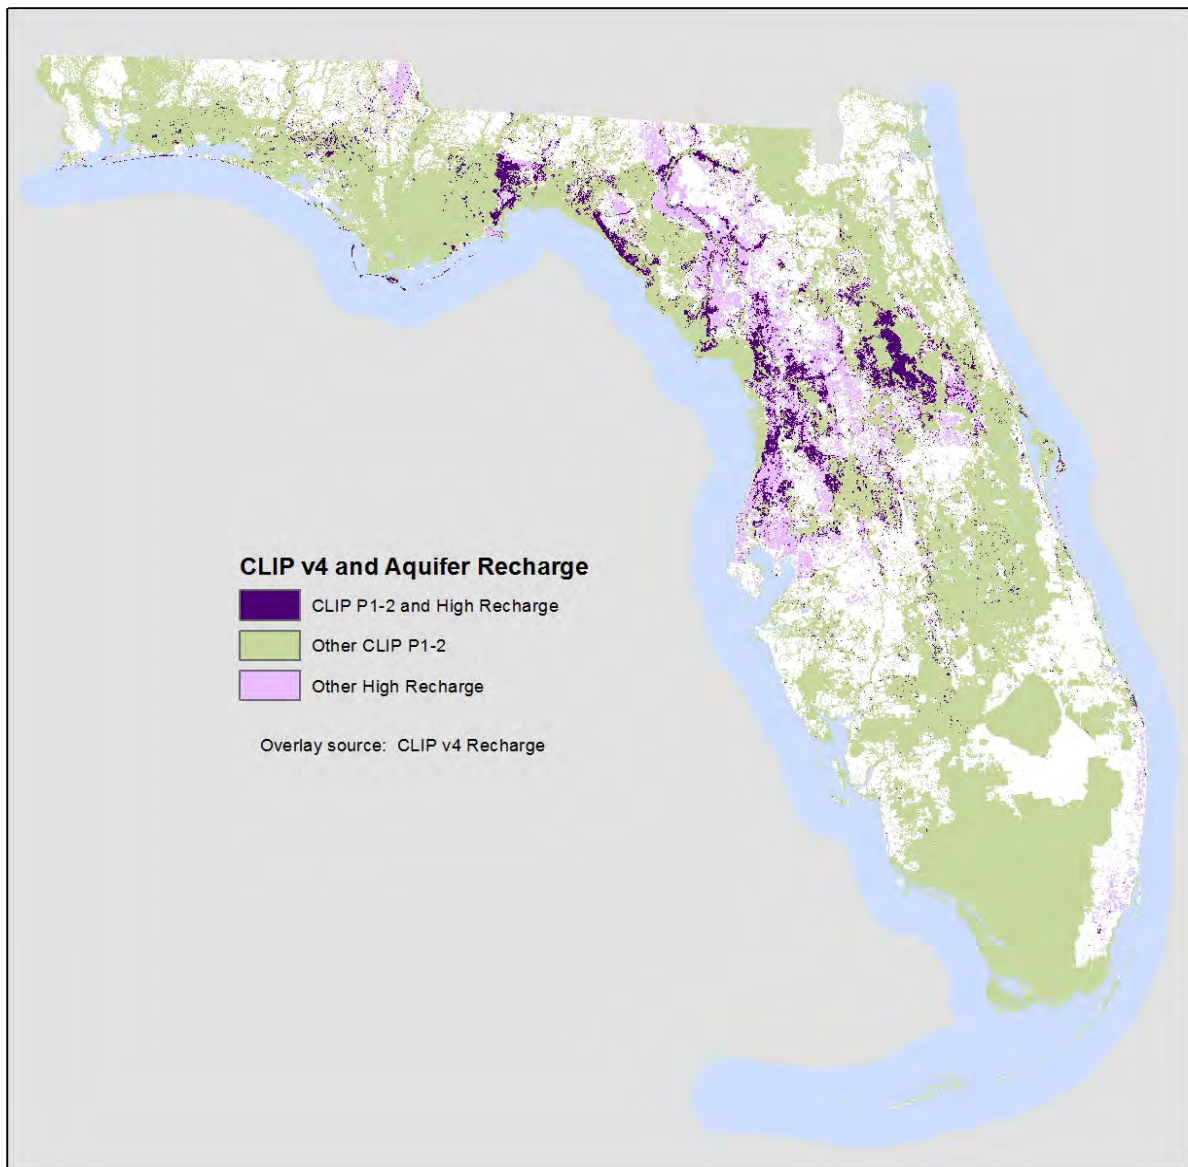 CLIP v4 and Aquifer Recharge
CLIP P1-2 and High Recharge
Other CLIP P1-2
Other High Recharge
Overlay source: CLIP v4 Recharge